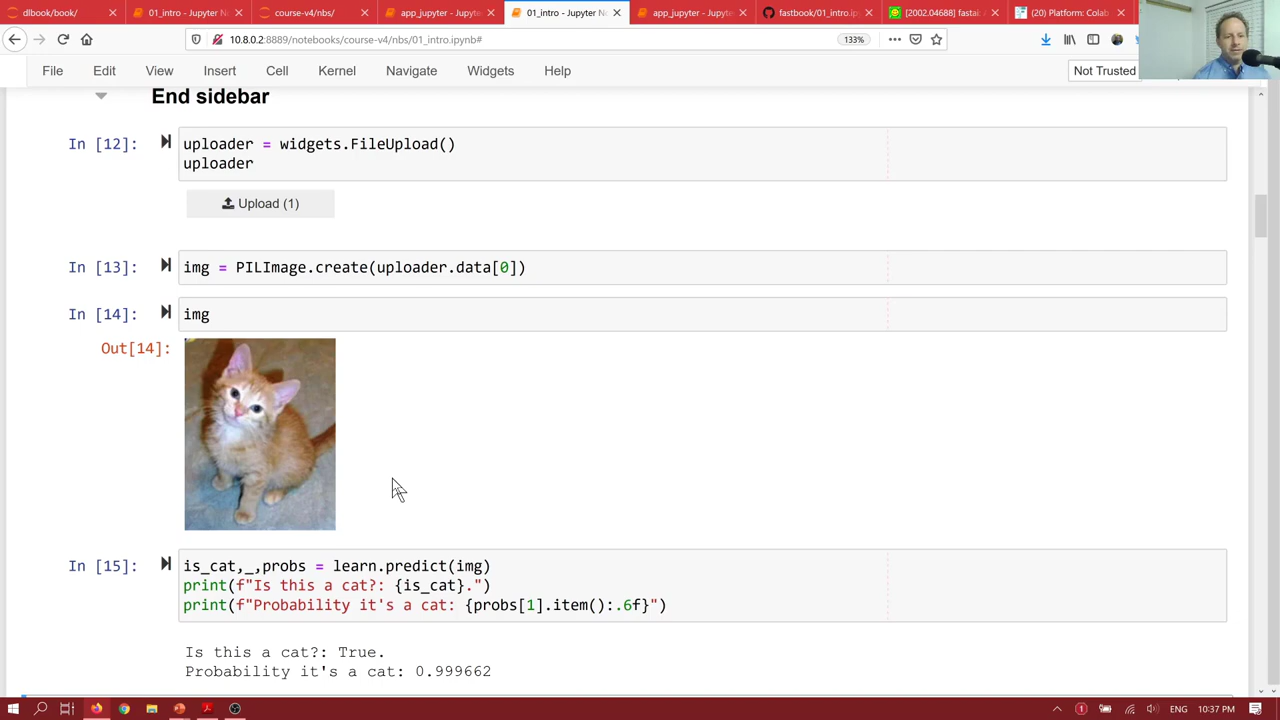 dlbook/book/
01_intro - Jupyter No
course-v4/nbs/
app_jupyter - Jupyter
01_intro - Jupyter No
app_jupyter - Jupyter
fastbook/01_intro.ip
[2002.04688] fastai: A
(20) Platform: Colab
10.8.0.2:8889/notebooks/course-v4/nbs/01_intro.ipynb#
133%
File Edit View Insert Cell Kernel Navigate Widgets Help
Not Trusted
End sidebar
In [12]:
uploader = widgets.FileUpload()
uploader
Upload (1)
In [13]:
img = PILImage.create(uploader.data[0])
In [14]:
img
Out[14]:
In [15]:
is_cat,_,probs = learn.predict(img)
print(f"Is this a cat?: {is_cat}.")
print(f"Probability it's a cat: {probs[1].item():.6f}")
Is this a cat?: True.
Probability it's a cat: 0.999662
1
ENG
10:37 PM